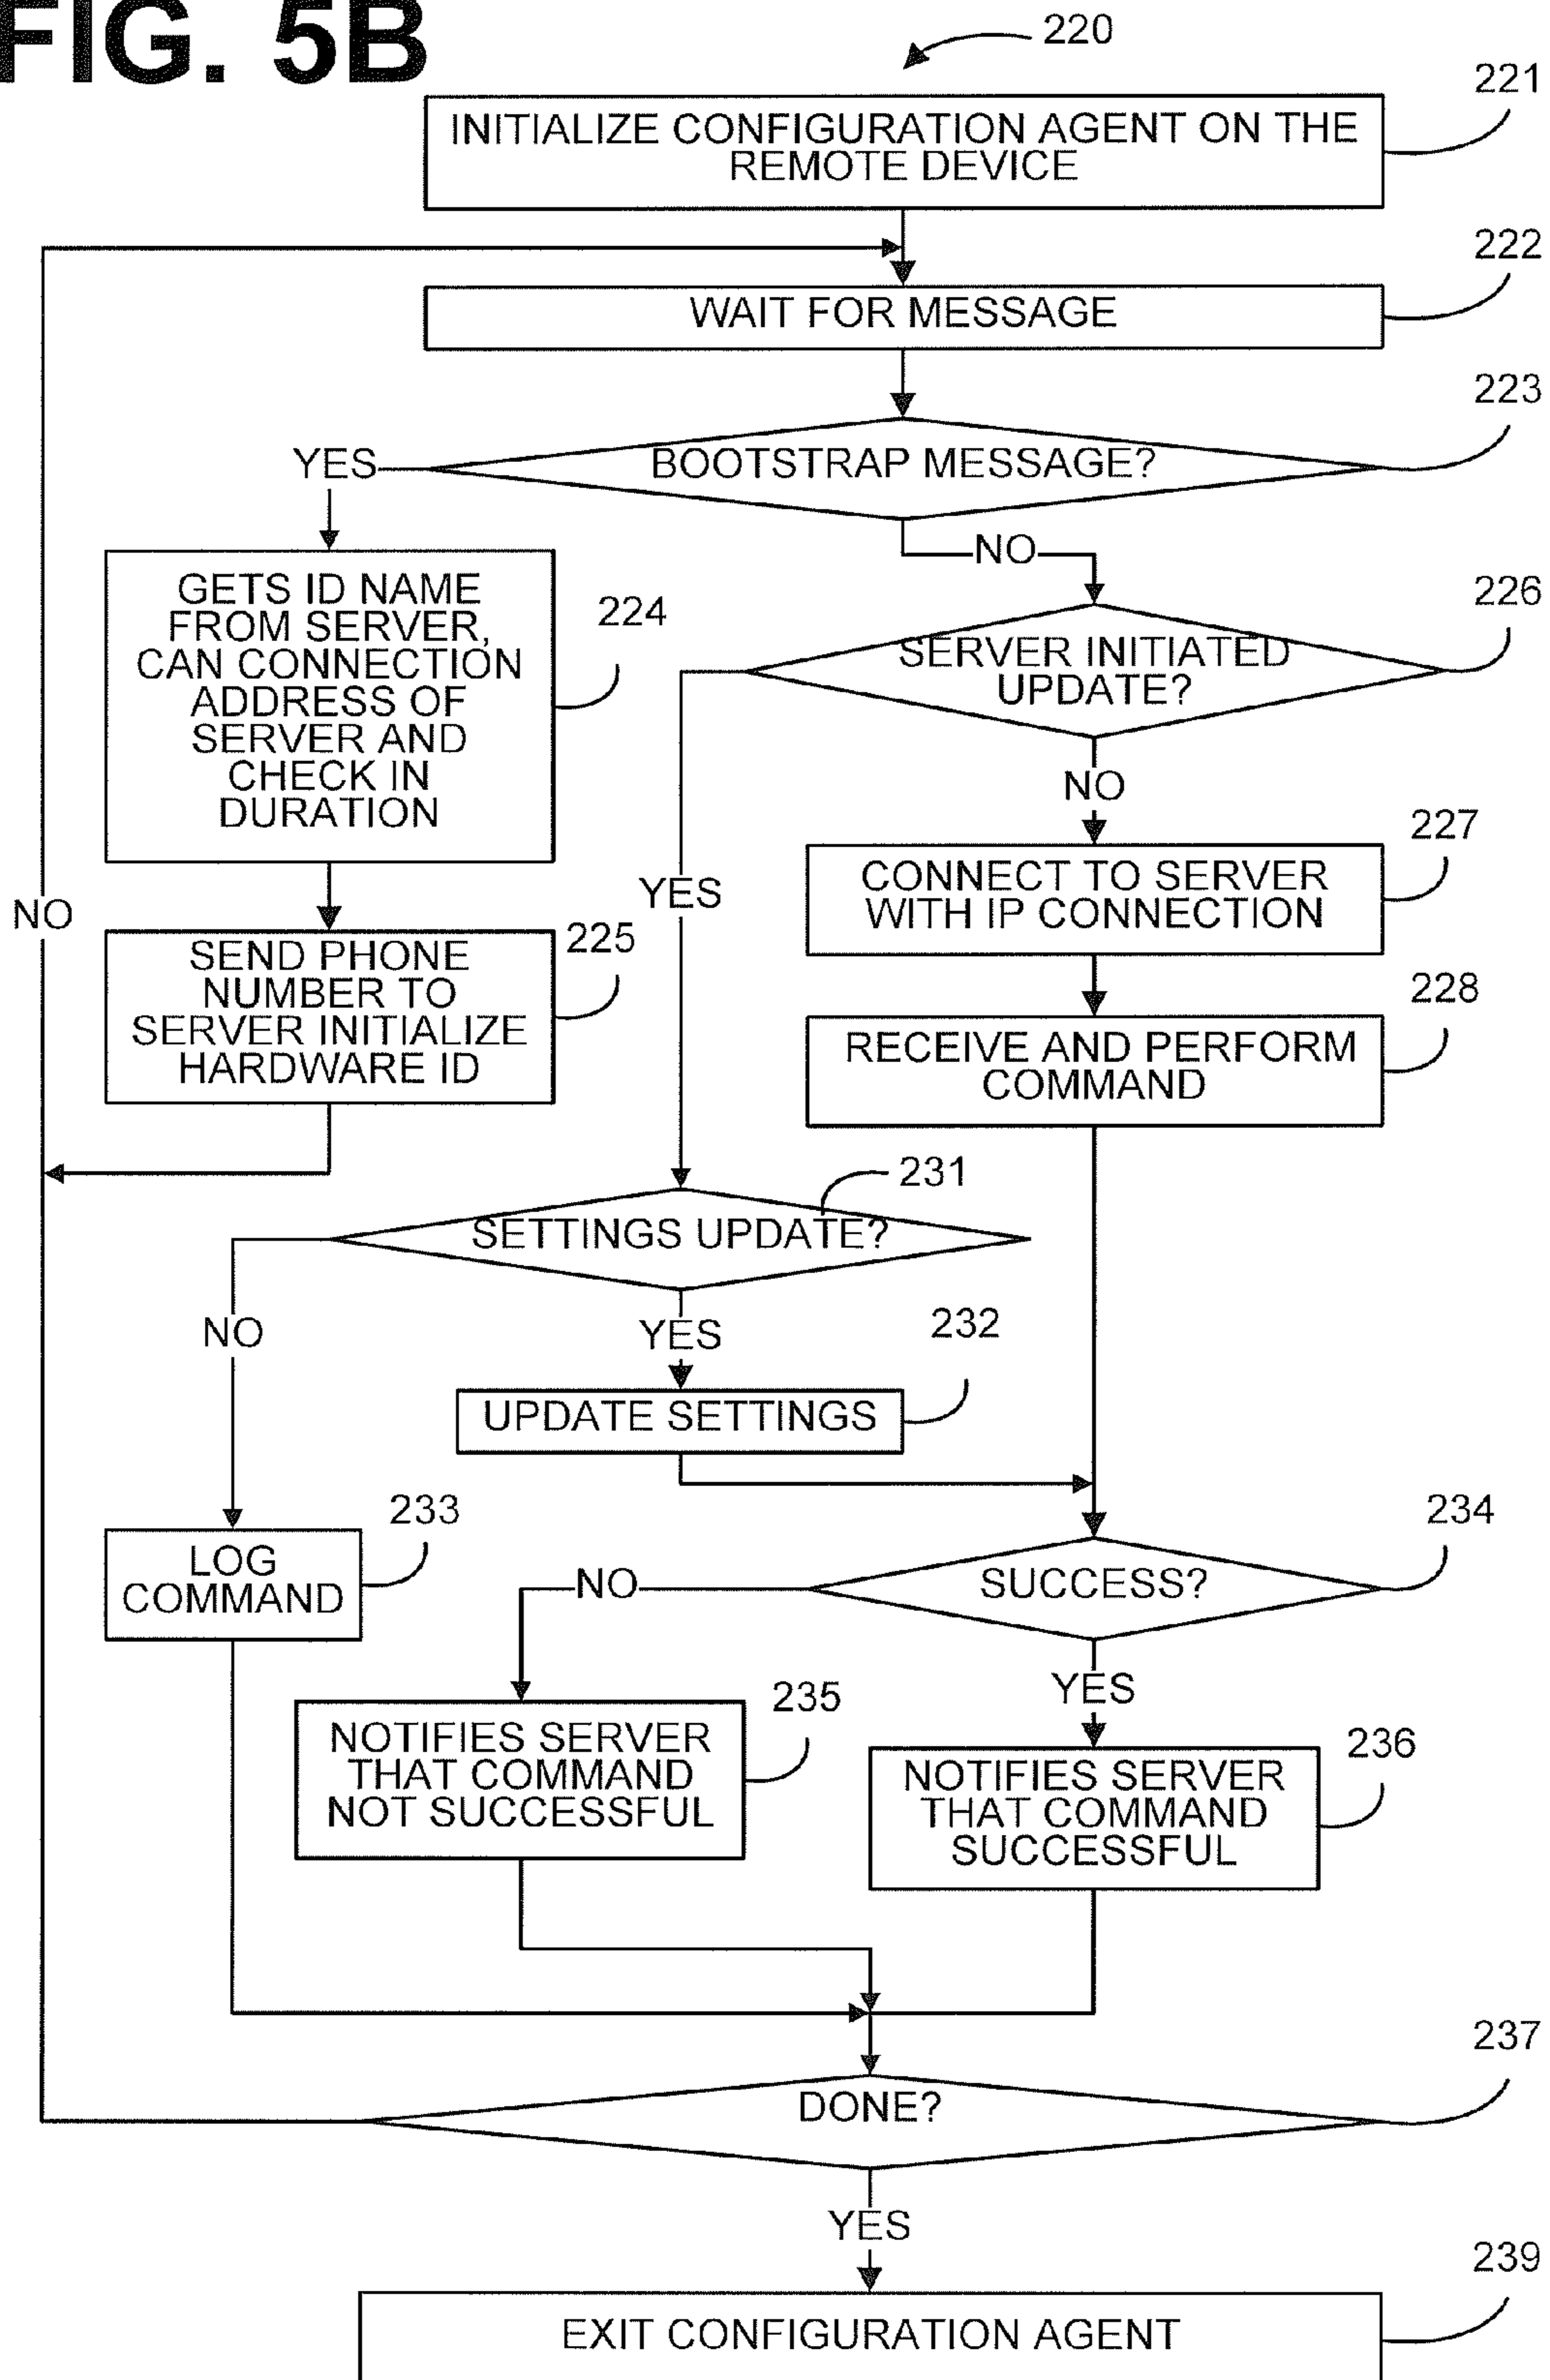 FIG. 5B
220
221
INITIALIZE CONFIGURATION AGENT ON THE
REMOTE DEVICE
222
WAIT FOR MESSAGE
223
YES
BOOTSTRAP MESSAGE?
NO
GETS ID NAME
FROM SERVER,
CAN CONNECTION
ADDRESS OF
SERVER AND
CHECK IN
DURATION
224
226
SERVER INITIATED
UPDATE?
NO
227
CONNECT TO SERVER
WITH IP CONNECTION
YES
NO
225
SEND PHONE
NUMBER TO
SERVER INITIALIZE
HARDWARE ID
228
RECEIVE AND PERFORM
COMMAND
231
SETTINGS UPDATE?
NO
YES
232
UPDATE SETTINGS
233
LOG
COMMAND
234
SUCCESS?
NO
YES
235
NOTIFIES SERVER
THAT COMMAND
NOT SUCCESSFUL
236
NOTIFIES SERVER
THAT COMMAND
SUCCESSFUL
237
DONE?
YES
239
EXIT CONFIGURATION AGENT